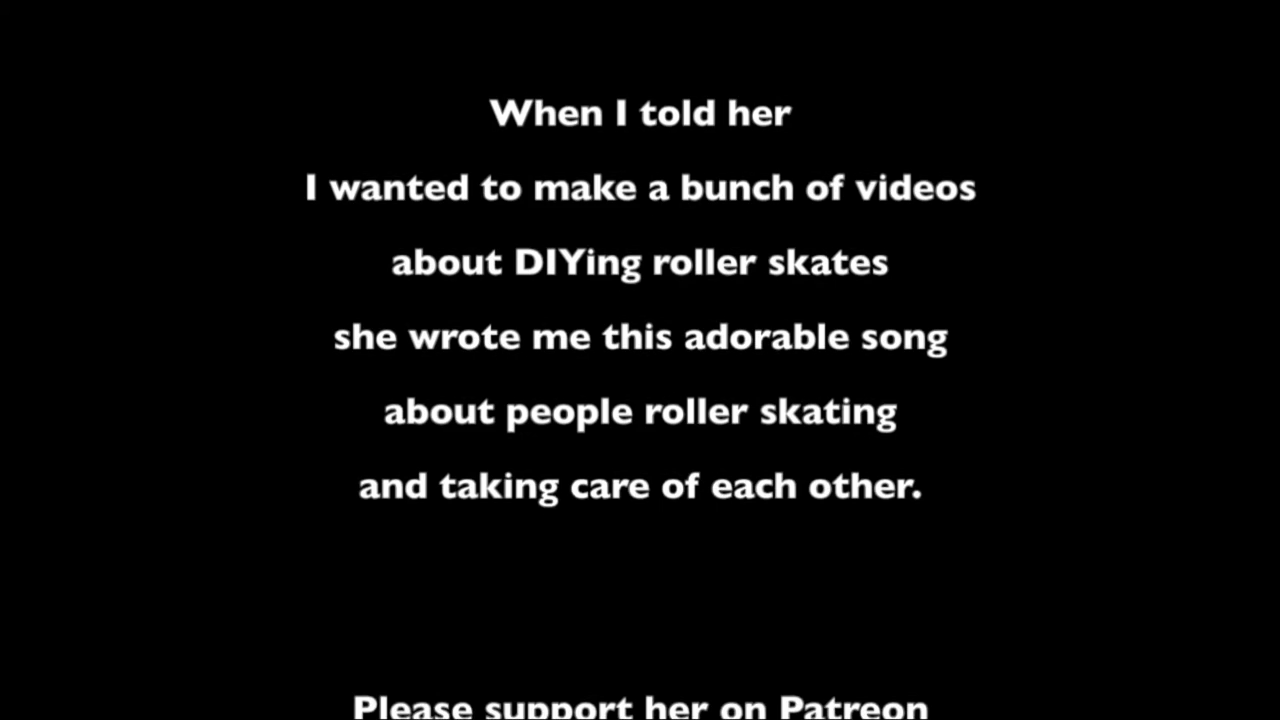 When I told her
I wanted to make a bunch of videos
about DIYing roller skates
she wrote me this adorable song
about people roller skating
and taking care of each other.
Please support her on Patreon